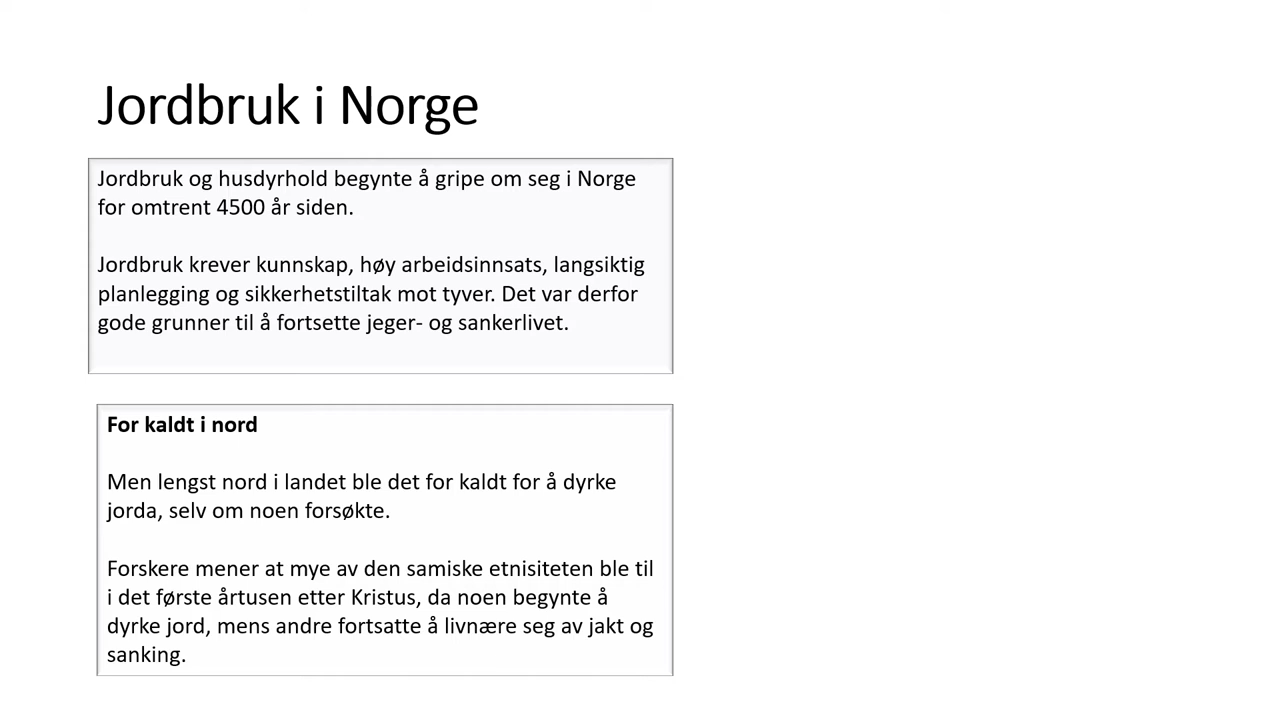 Jordbruk i Norge
Jordbruk og husdyrhold begynte å gripe om seg i Norge
for omtrent 4500 år siden.
Jordbruk krever kunnskap, høy arbeidsinnsats, langsiktig
planlegging og sikkerhetstiltak mot tyver. Det var derfor
gode grunner til å fortsette jeger- og sankerlivet.
For kaldt i nord
Men lengst nord i landet ble det for kaldt for å dyrke
jorda, selv om noen forsøkte.
Forskere mener at mye av den samiske etnisiteten ble til
i det første årtusen etter Kristus, da noen begynte å
dyrke jord, mens andre fortsatte å livnære seg av jakt og
sanking.